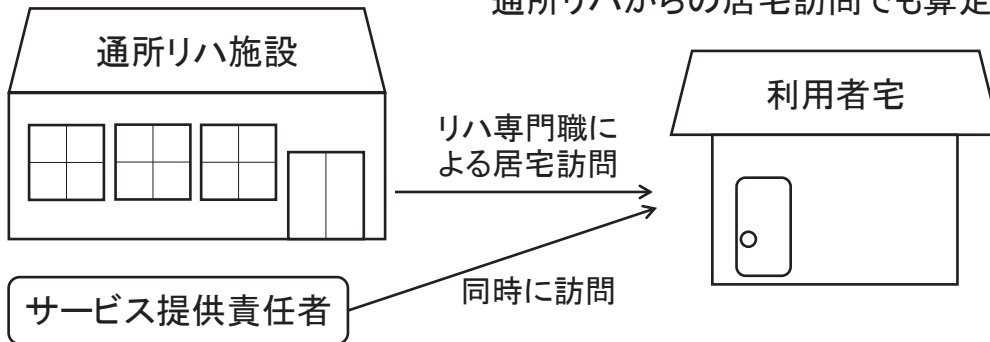 通所リハからの居宅訪問でも算定
通所リハ施設
利用者宅
リハ専門職に
よる居宅訪問
同時に訪問
サービス提供責任者